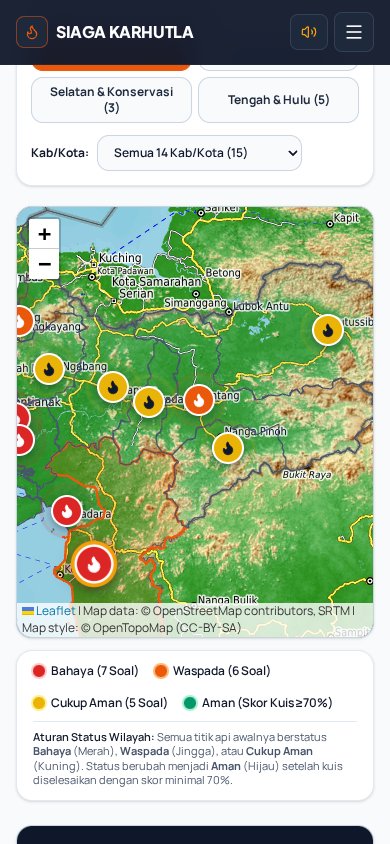 SIAGA KARHUTLA
Selatan & Konservasi
(3)
Tengah & Hulu (5)
Kab/Kota:
Semua 14 Kab/Kota (15)
+
−
Kapit
Kuching
Kota Padawan
Kota Samarahan
Serian
Betong
Simanggang
Lubok Antu
Ngabang
Nanga Pinoh
Bukit Raya
Nanga Bulik
Leaflet | Map data: © OpenStreetMap contributors, SRTM |
Map style: © OpenTopoMap (CC-BY-SA)
Bahaya (7 Soal)
Waspada (6 Soal)
Cukup Aman (5 Soal)
Aman (Skor Kuis≥70%)
Aturan Status Wilayah: Semua titik api awalnya berstatus
Bahaya (Merah), Waspada (Jingga), atau Cukup Aman
(Kuning). Status berubah menjadi Aman (Hijau) setelah kuis
diselesaikan dengan skor minimal 70%.